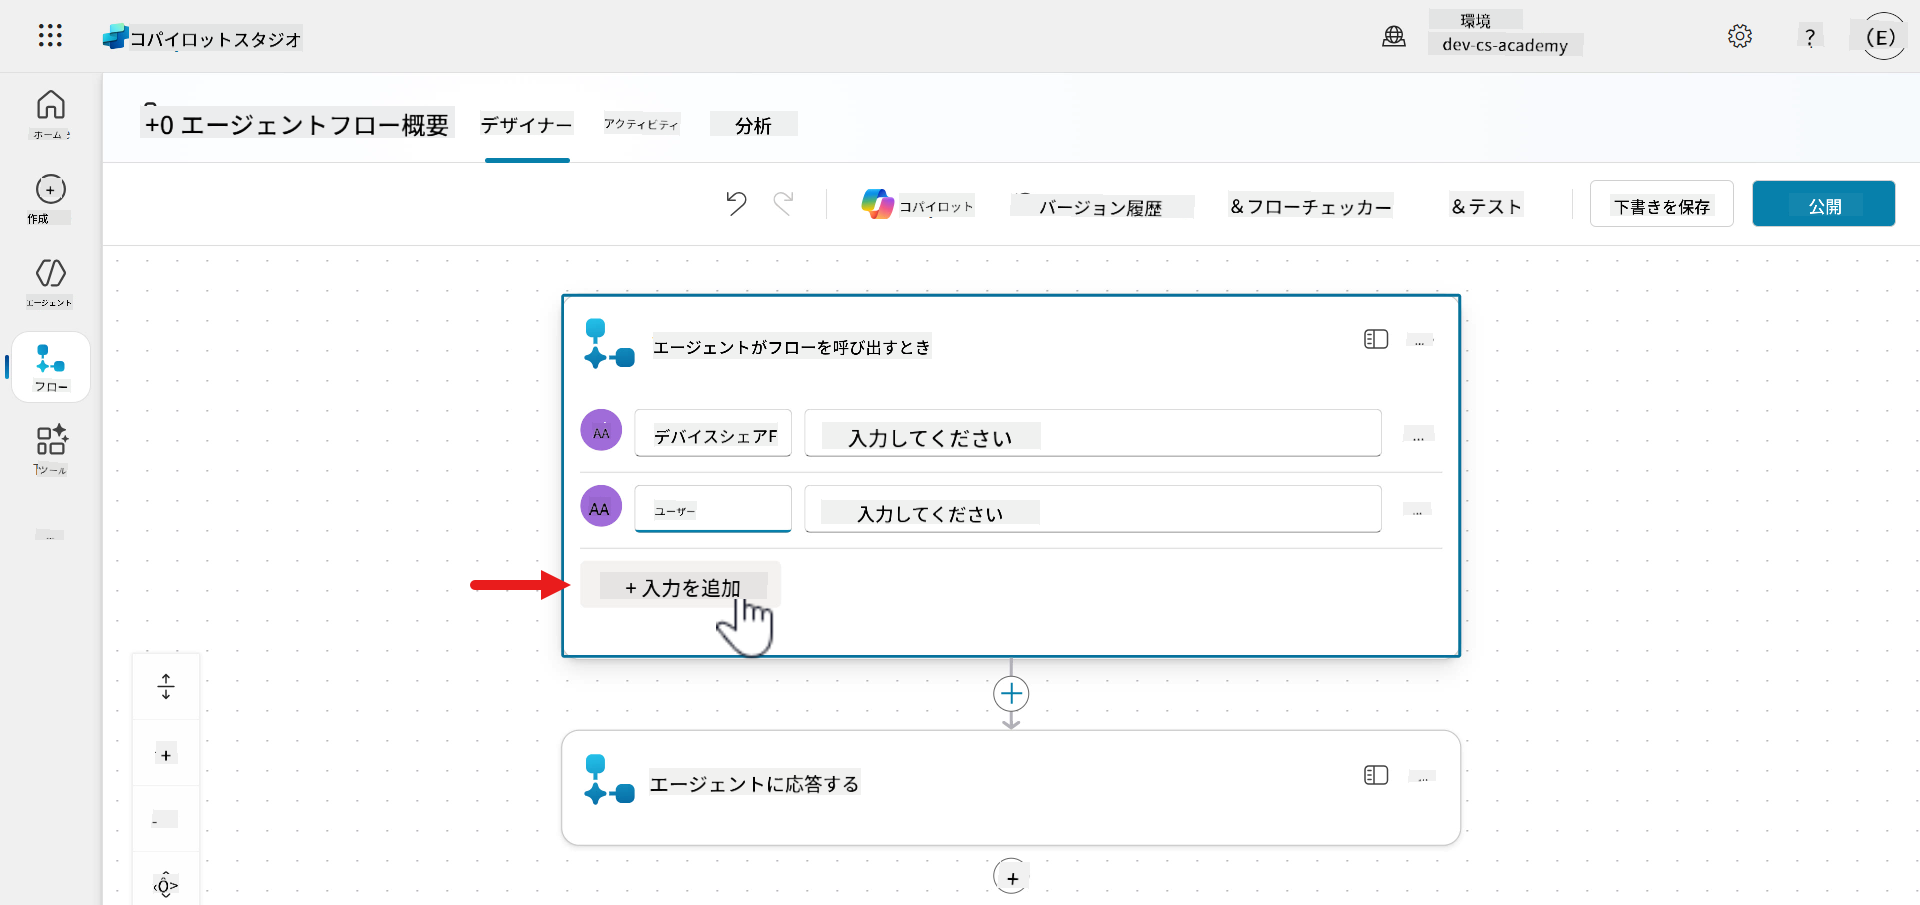 コパイロットスタジオ
環境
dev-cs-academy
?
(E)
ホーム
作成
エージェント
フロー
ツール
+0 エージェントフロー概要
デザイナー
アクティビティ
分析
コパイロット
バージョン履歴
&フローチェッカー
&テスト
下書きを保存
公開
エージェントがフローを呼び出すとき
...
AA
デバイスシェアF
入力してください
...
AA
ユーザー
入力してください
...
+ 入力を追加
エージェントに応答する
...